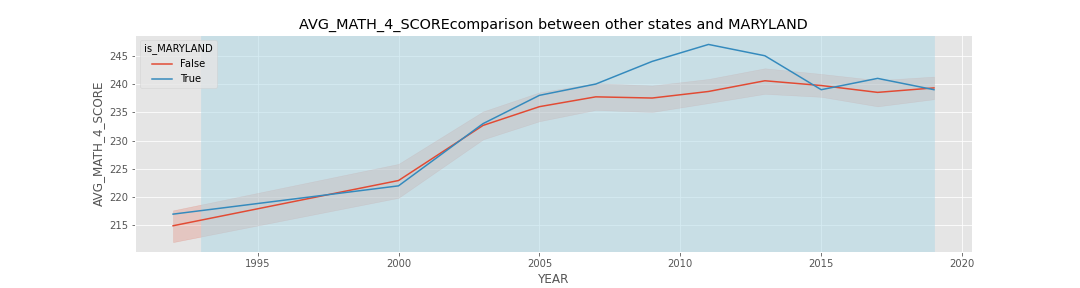 AVG_MATH_4_SCOREcomparison between other states and MARYLAND
is_MARYLAND
False
True
AVG_MATH_4_SCORE
245
240
235
230
225
220
215
1995 2000 2005 2010 2015 2020
YEAR